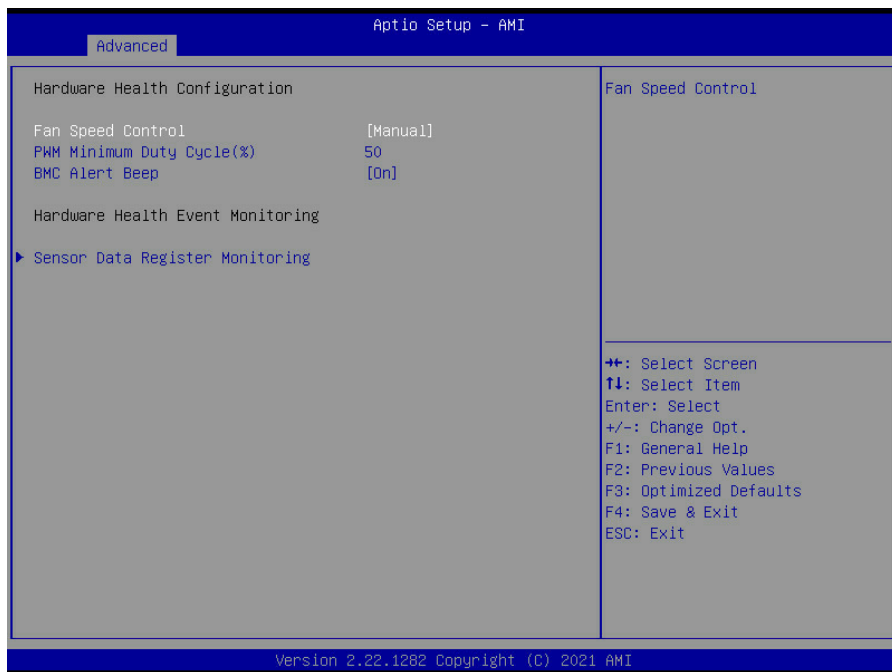 Aptio Setup – AMI
Advanced
Hardware Health Configuration
Fan Speed Control [Manual]
PWM Minimum Duty Cycle(%) 50
BMC Alert Beep [On]
Hardware Health Event Monitoring
Sensor Data Register Monitoring
Fan Speed Control
→←: Select Screen
↑↓: Select Item
Enter: Select
+/-: Change Opt.
F1: General Help
F2: Previous Values
F3: Optimized Defaults
F4: Save & Exit
ESC: Exit
Version 2.22.1282 Copyright (C) 2021 AMI